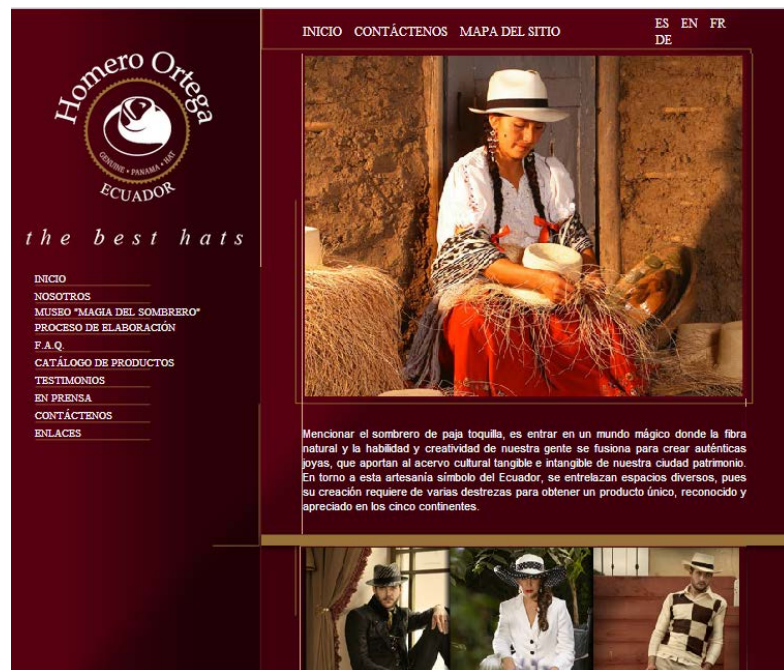 Homero Ortega
GENUINE • PANAMA • HAT
ECUADOR
the best hats
INICIO
NOSOTROS
MUSEO "MAGIA DEL SOMBRERO"
PROCESO DE ELABORACIÓN
F.A.Q.
CATÁLOGO DE PRODUCTOS
TESTIMONIOS
EN PRENSA
CONTÁCTENOS
ENLACES
INICIO CONTÁCTENOS MAPA DEL SITIO
ES EN FR
DE
Mencionar el sombrero de paja toquilla, es entrar en un mundo mágico donde la fibra
natural y la habilidad y creatividad de nuestra gente se fusiona para crear auténticas
joyas, que aportan al acervo cultural tangible e intangible de nuestra ciudad patrimonio.
En torno a esta artesanía símbolo del Ecuador, se entrelazan espacios diversos, pues
su creación requiere de varias destrezas para obtener un producto único, reconocido y
apreciado en los cinco continentes.